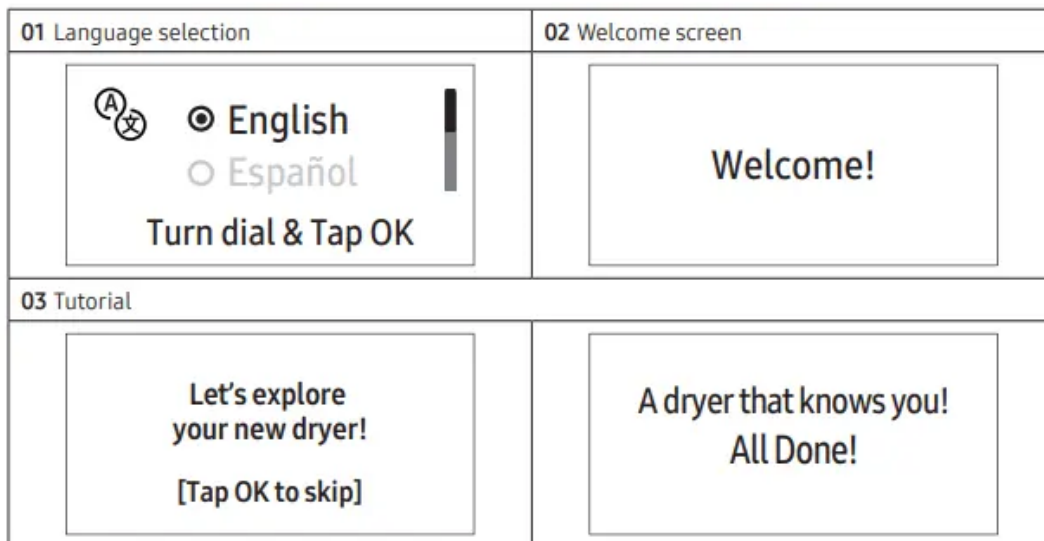 01 Language selection
02 Welcome screen
A 文
English
Español
Turn dial & Tap OK
Welcome!
03 Tutorial
Let's explore
your new dryer!
[Tap OK to skip]
A dryer that knows you!
All Done!